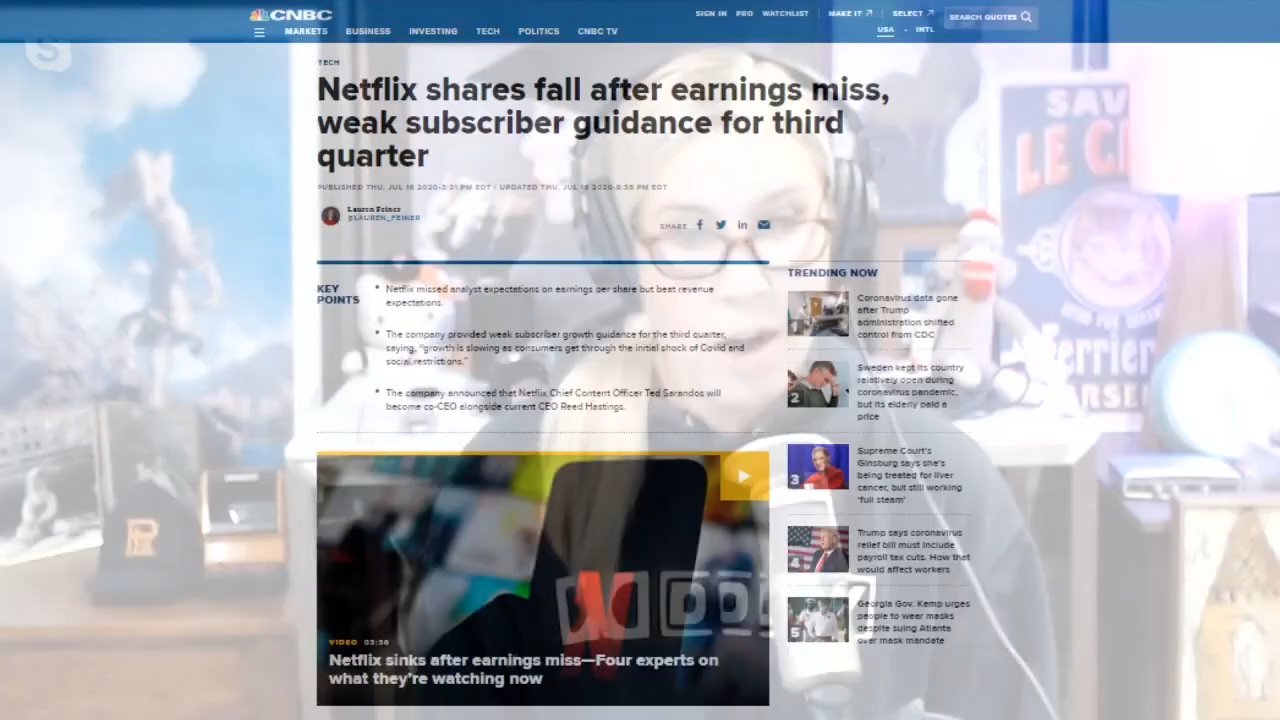 CNBC
SIGN IN PRO WATCHLIST MAKE IT SELECT SEARCH QUOTES
USA • INTL
MARKETS BUSINESS INVESTING TECH POLITICS CNBC TV
S
TECH
Netflix shares fall after earnings miss,
weak subscriber guidance for third
quarter
PUBLISHED THU, JUL 16 2020 UPDATED THU, JUL 16 2020
Lauren Feiner
@LAUREN_FEINER
SHARE
KEY
POINTS
Netflix missed analyst expectations on earnings per share but beat revenue
expectations.
The company provided weak subscriber growth guidance for the third quarter,
saying, “growth is slowing as consumers get through the initial shock of Covid and
social restrictions.”
The company announced that Netflix Chief Content Officer Ted Sarandos will
become co-CEO alongside current CEO Reed Hastings.
VIDEO 03:56
Netflix sinks after earnings miss—Four experts on
what they're watching now
TRENDING NOW
1
Coronavirus data gone
after Trump
administration shifted
control from CDC
2
Sweden kept its country
relatively open during
coronavirus pandemic,
but its elderly paid a
price
3
Supreme Court's
Ginsburg says she's
being treated for liver
cancer, but still working
'full steam'
4
Trump says coronavirus
relief bill must include
payroll tax cuts. How that
would affect workers
5
Georgia Gov. Kemp urges
people to wear masks
despite suing Atlanta
over mask mandate
SAV
LE C
R